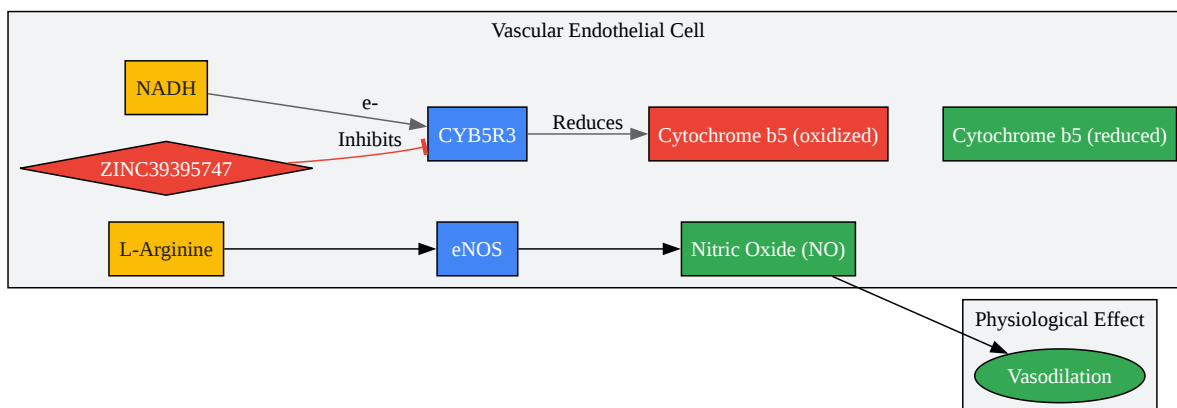 Vascular Endothelial Cell
NADH
e-
Inhibits
CYB5R3
Reduces
Cytochrome b5 (oxidized)
Cytochrome b5 (reduced)
ZINC39395747
L-Arginine
eNOS
Nitric Oxide (NO)
Physiological Effect
Vasodilation